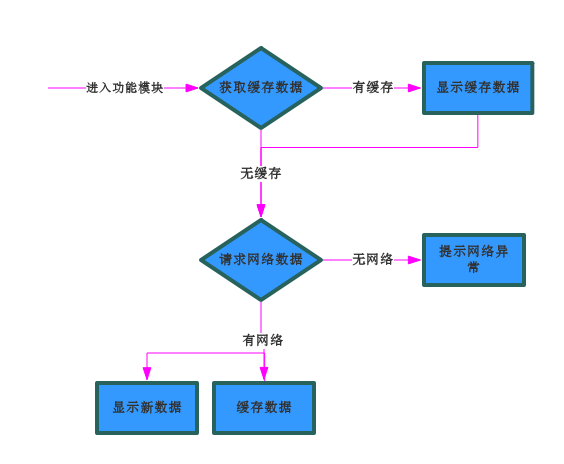 进入功能模块
获取缓存数据
有缓存
显示缓存数据
无缓存
请求网络数据
无网络
提示网络异
常
有网络
显示新数据
缓存数据